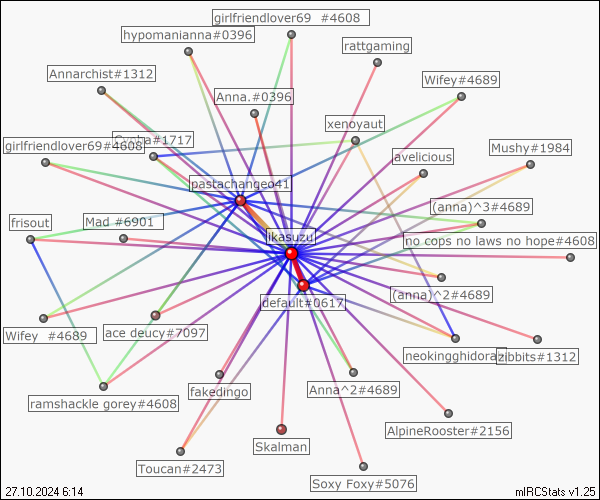 girlfriendlover69  #4608
hypomanianna#0396
rattgaming
Annarchist#1312
Wifey#4689
Anna.#0396
xenoyaut
#1717
girlfriendlover69#4608
Mushy#1984
avelicious
pastachangeo41
(anna)^3#4689
frisout
Mad #6901
ikasuzu
no cops no laws no hope#4608
(anna)^2#4689
default#0617
Wifey  #4689
ace deucy#7097
neokingghidorah
zibbits#1312
fakedingo
Anna^2#4689
ramshackle gorey#4608
AlpineRooster#2156
Skalman
Toucan#2473
Soxy Foxy#5076
27.10.2024 6:14
mIRCStats v1.25